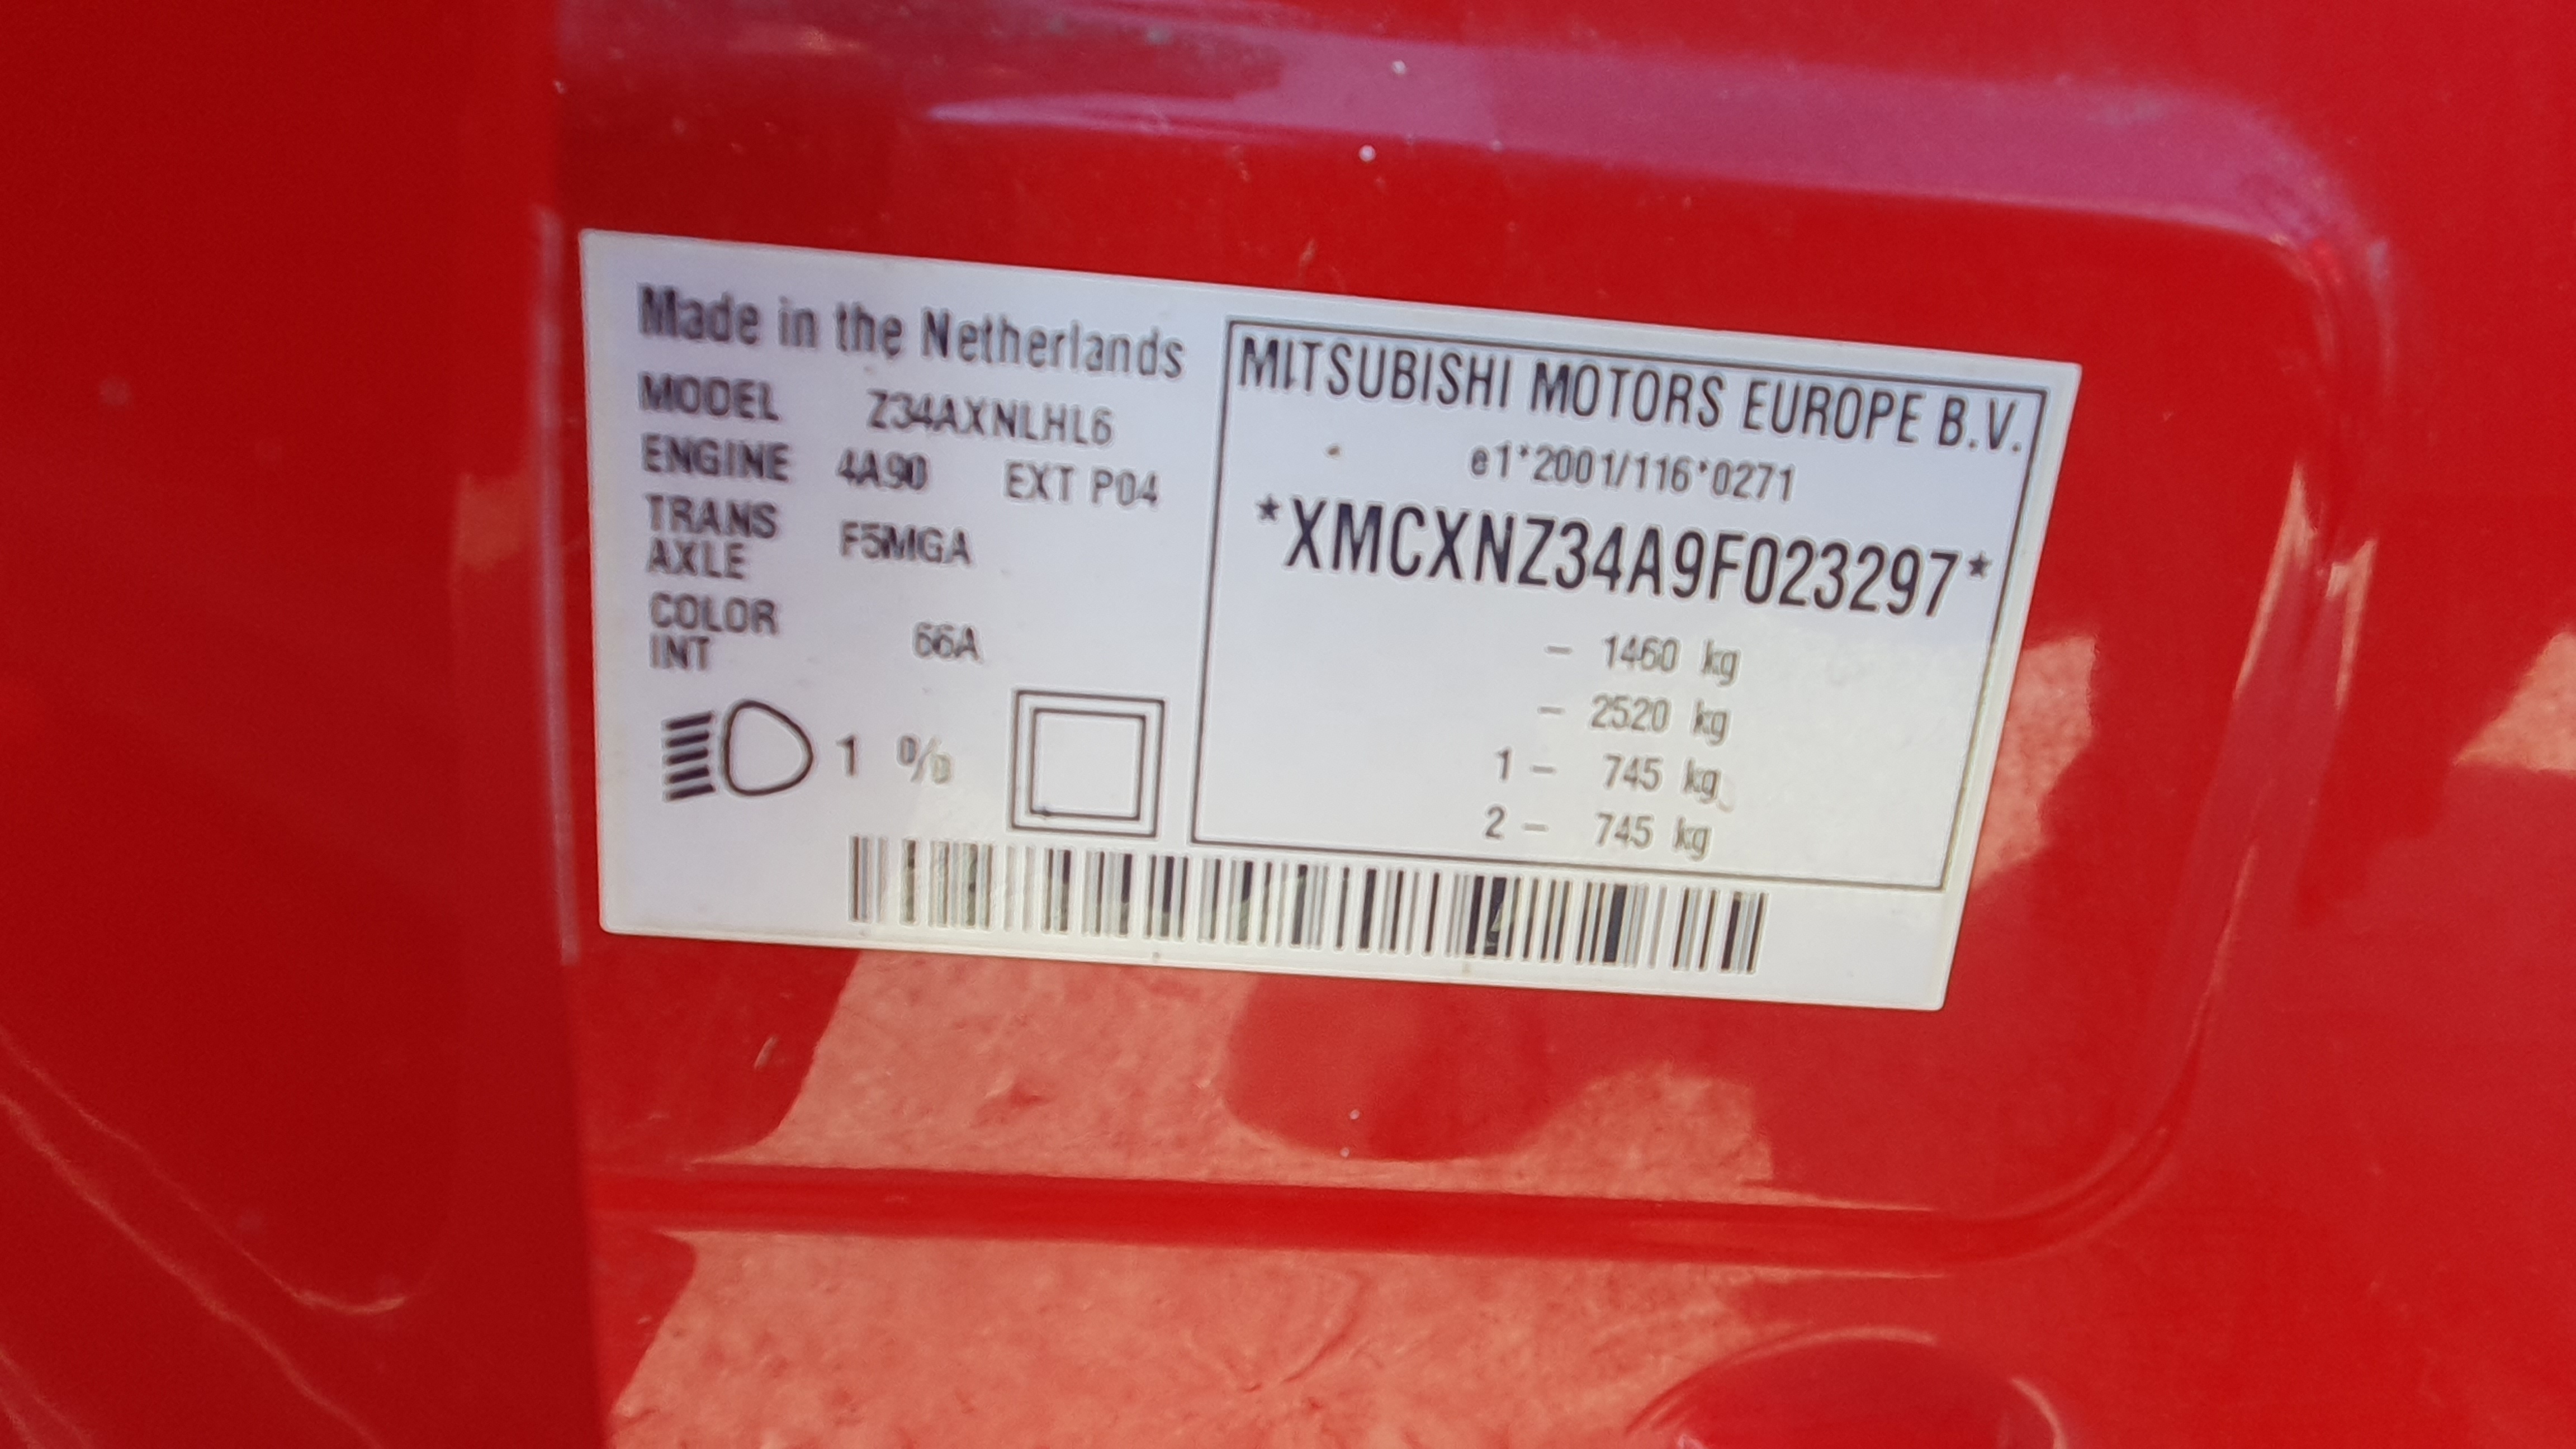 Made in the Netherlands
MODEL Z34AXNLHL6
ENGINE 4A90 EXT P04
TRANS
AXLE F5MGA
COLOR
INT 66A
1 %
MITSUBISHI MOTORS EUROPE B.V.
e1*2001/116*0271
*XMCXNZ34A9F023297*
- 1460 kg
- 2520 kg
1 - 745 kg
2 - 745 kg